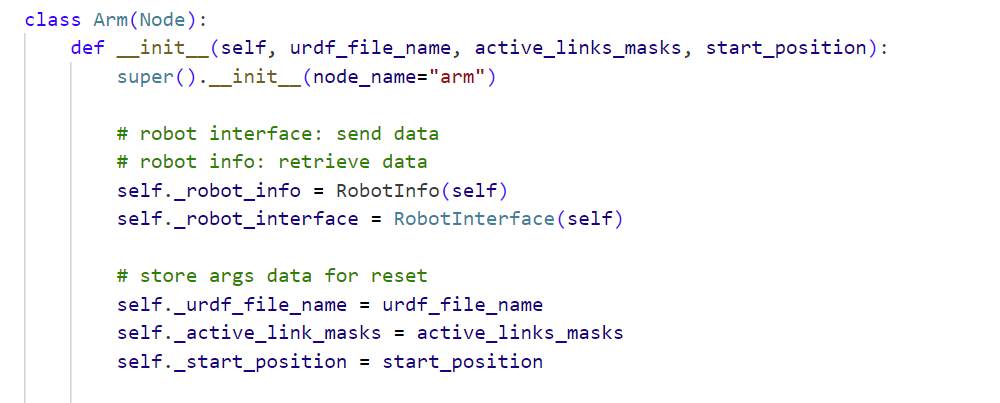 class Arm(Node):
    def __init__(self, urdf_file_name, active_links_masks, start_position):
        super().__init__(node_name="arm")
        # robot interface: send data
        # robot info: retrieve data
        self._robot_info = RobotInfo(self)
        self._robot_interface = RobotInterface(self)
        # store args data for reset
        self._urdf_file_name = urdf_file_name
        self._active_link_masks = active_links_masks
        self._start_position = start_position